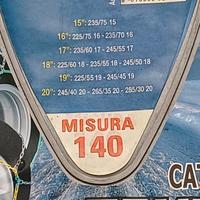 15": 235/75 15
16": 225/75 16 - 235/70 16
17": 235/60 17 - 245/55 17
18": 225/60 18 - 235/55 18 - 245/50 18
19": 225/55 19 - 245/45 19
20": 245/40 20 - 265/35 20 - 285/30 20
MISURA
140
CAT